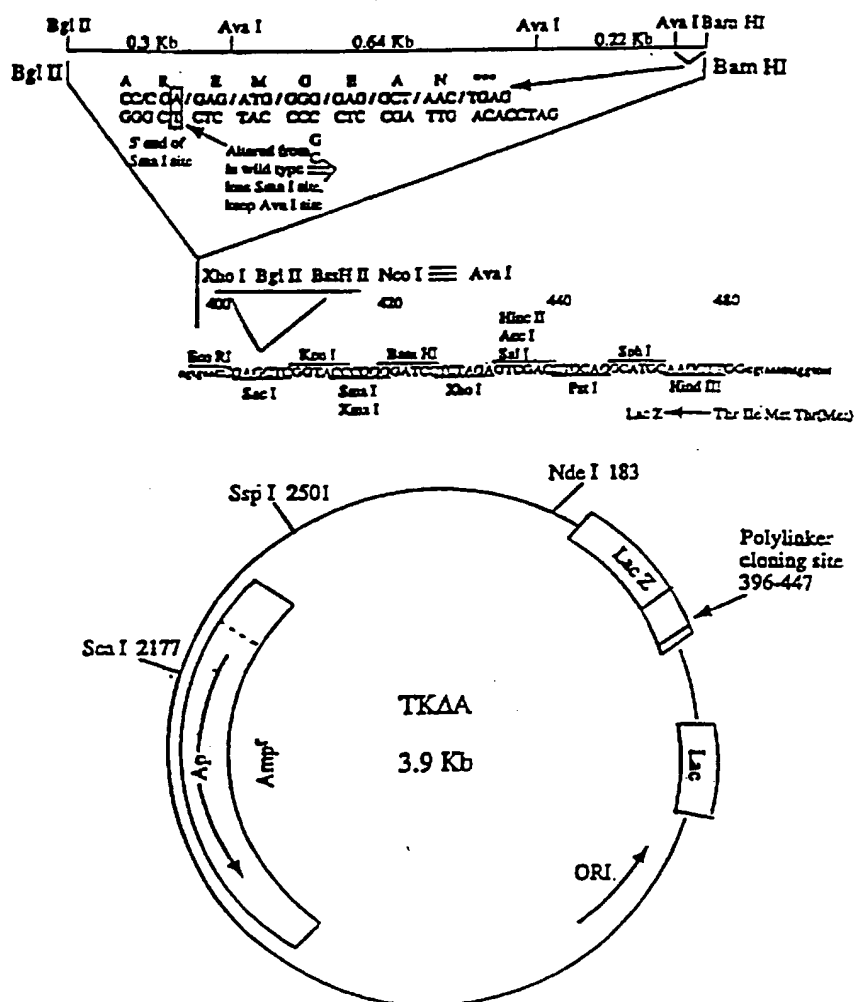 Bgl II Ava I Ava I Ava I Bam HI
0.3 Kb 0.64 Kb 0.22 Kb
Bgl II Bam HI
A R E M G E A N ***
CC/CGA/GAG/ATG/GGG/GAG/GCT/AAC/TGAG
CTC TAC CCC CTC CGA TTG ACACCTAG
5' end of
Sma I site
Altered from G
C
in wild type
lose Sma I site,
keep Ava I site
Xho I Bgl II BssH II Nco I Ava I
400 420 440 480
Hinc II
Acc I
Eco RI Kpn I Bam HI Sal I Sph I
Sac I Sma I Xho I Pst I Hind III
Xma I
Lac Z Thr Ile Met Thr(Met)
Ssp I 2501
Nde I 183
Lac Z
Polylinker
cloning site
396-447
Sca I 2177
TKΔA
3.9 Kb
Ap
Ampr
Lac
ORI.